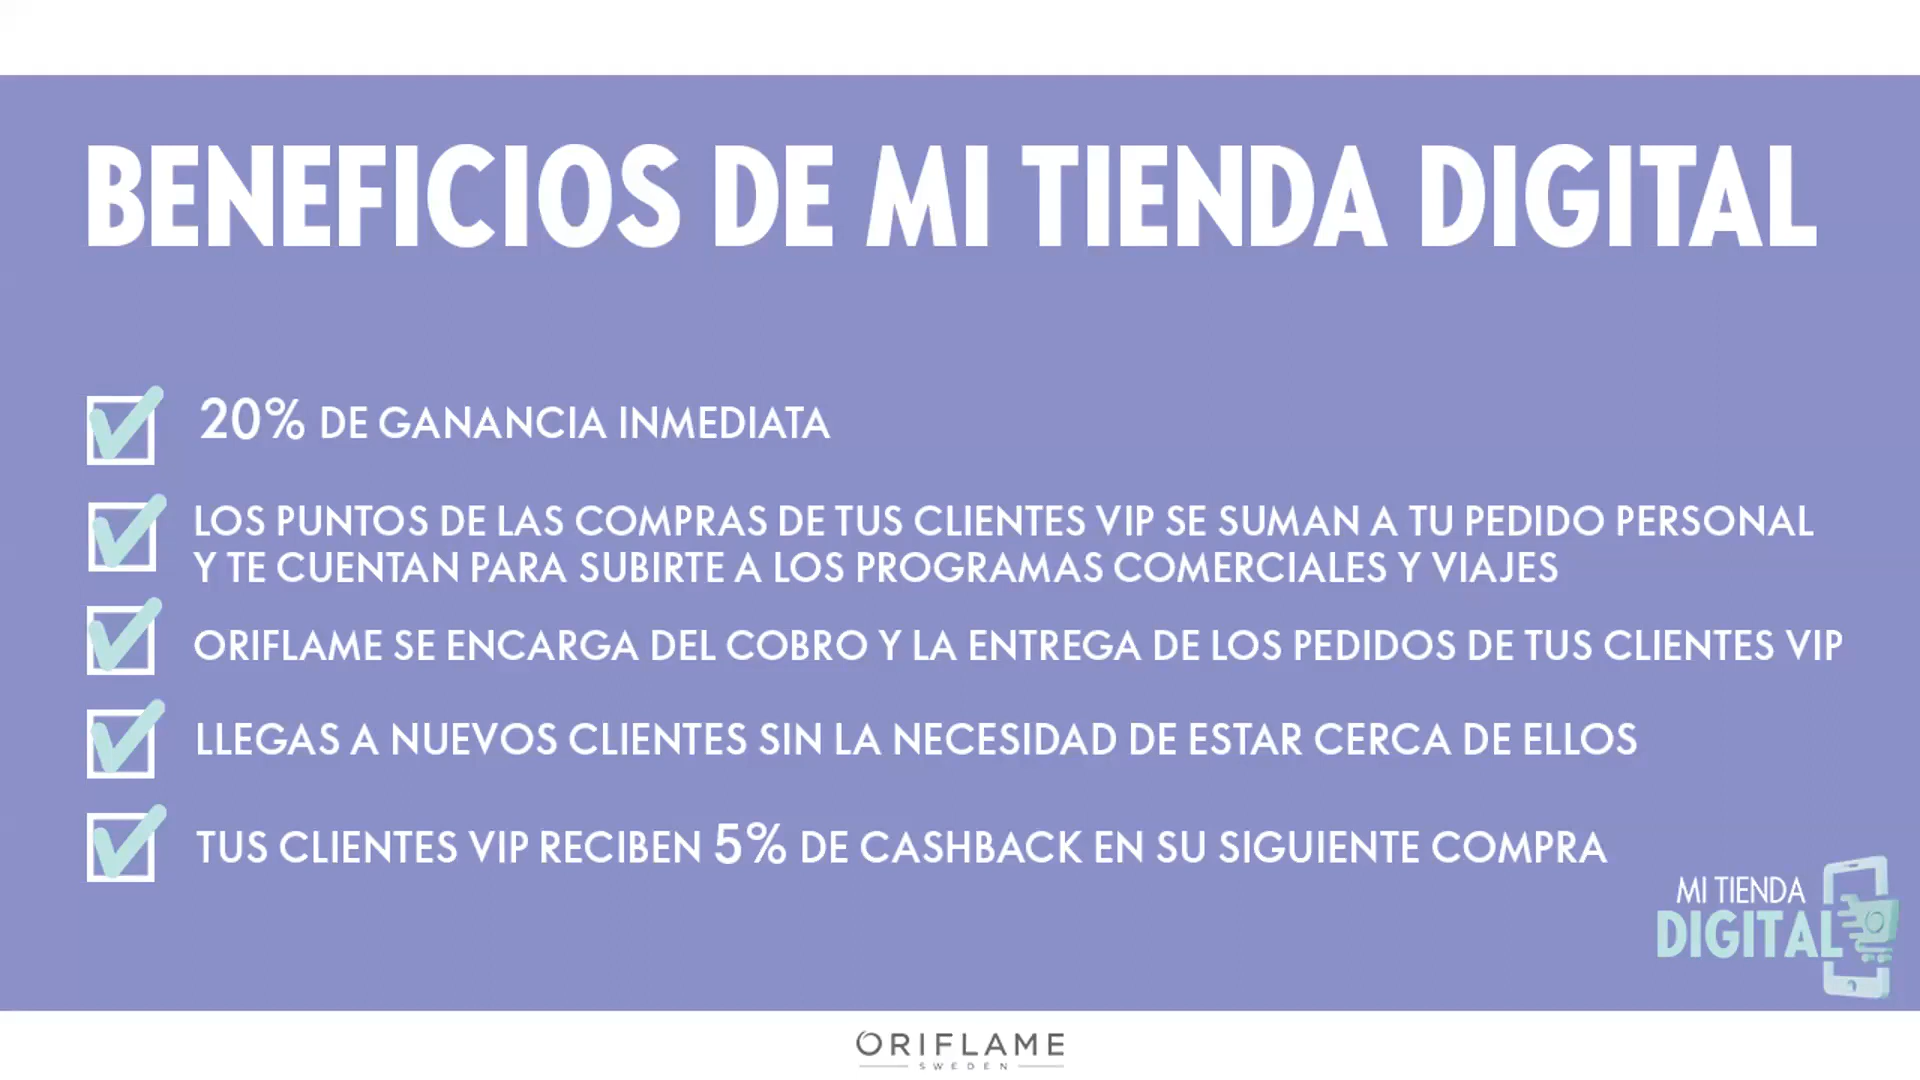 BENEFICIOS DE MI TIENDA DIGITAL
20% DE GANANCIA INMEDIATA
LOS PUNTOS DE LAS COMPRAS DE TUS CLIENTES VIP SE SUMAN A TU PEDIDO PERSONAL
Y TE CUENTAN PARA SUBIRTE A LOS PROGRAMAS COMERCIALES Y VIAJES
ORIFLAME SE ENCARGA DEL COBRO Y LA ENTREGA DE LOS PEDIDOS DE TUS CLIENTES VIP
LLEGAS A NUEVOS CLIENTES SIN LA NECESIDAD DE ESTAR CERCA DE ELLOS
TUS CLIENTES VIP RECIBEN 5% DE CASHBACK EN SU SIGUIENTE COMPRA
MI TIENDA
DIGITAL
ORIFLAME
SWEDEN